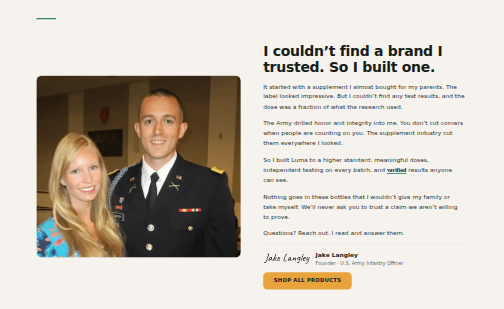 I couldn't find a brand I
trusted. So I built one.
It started with a supplement I almost bought for my parents. The
label looked impressive. But I couldn't find any test results, and the
dose was a fraction of what the research used.
The Army drilled honor and integrity into me. You don't cut corners
when people are counting on you. The supplement industry cut
them everywhere I looked.
So I built Luma to a higher standard: meaningful doses,
independent testing on every batch, and verified results anyone
can see.
Nothing goes in these bottles that I wouldn't give my family or
take myself. We'll never ask you to trust a claim we aren't willing
to prove.
Questions? Reach out. I read and answer them.
Jake Langley
Jake Langley
Founder · U.S. Army Infantry Officer
SHOP ALL PRODUCTS